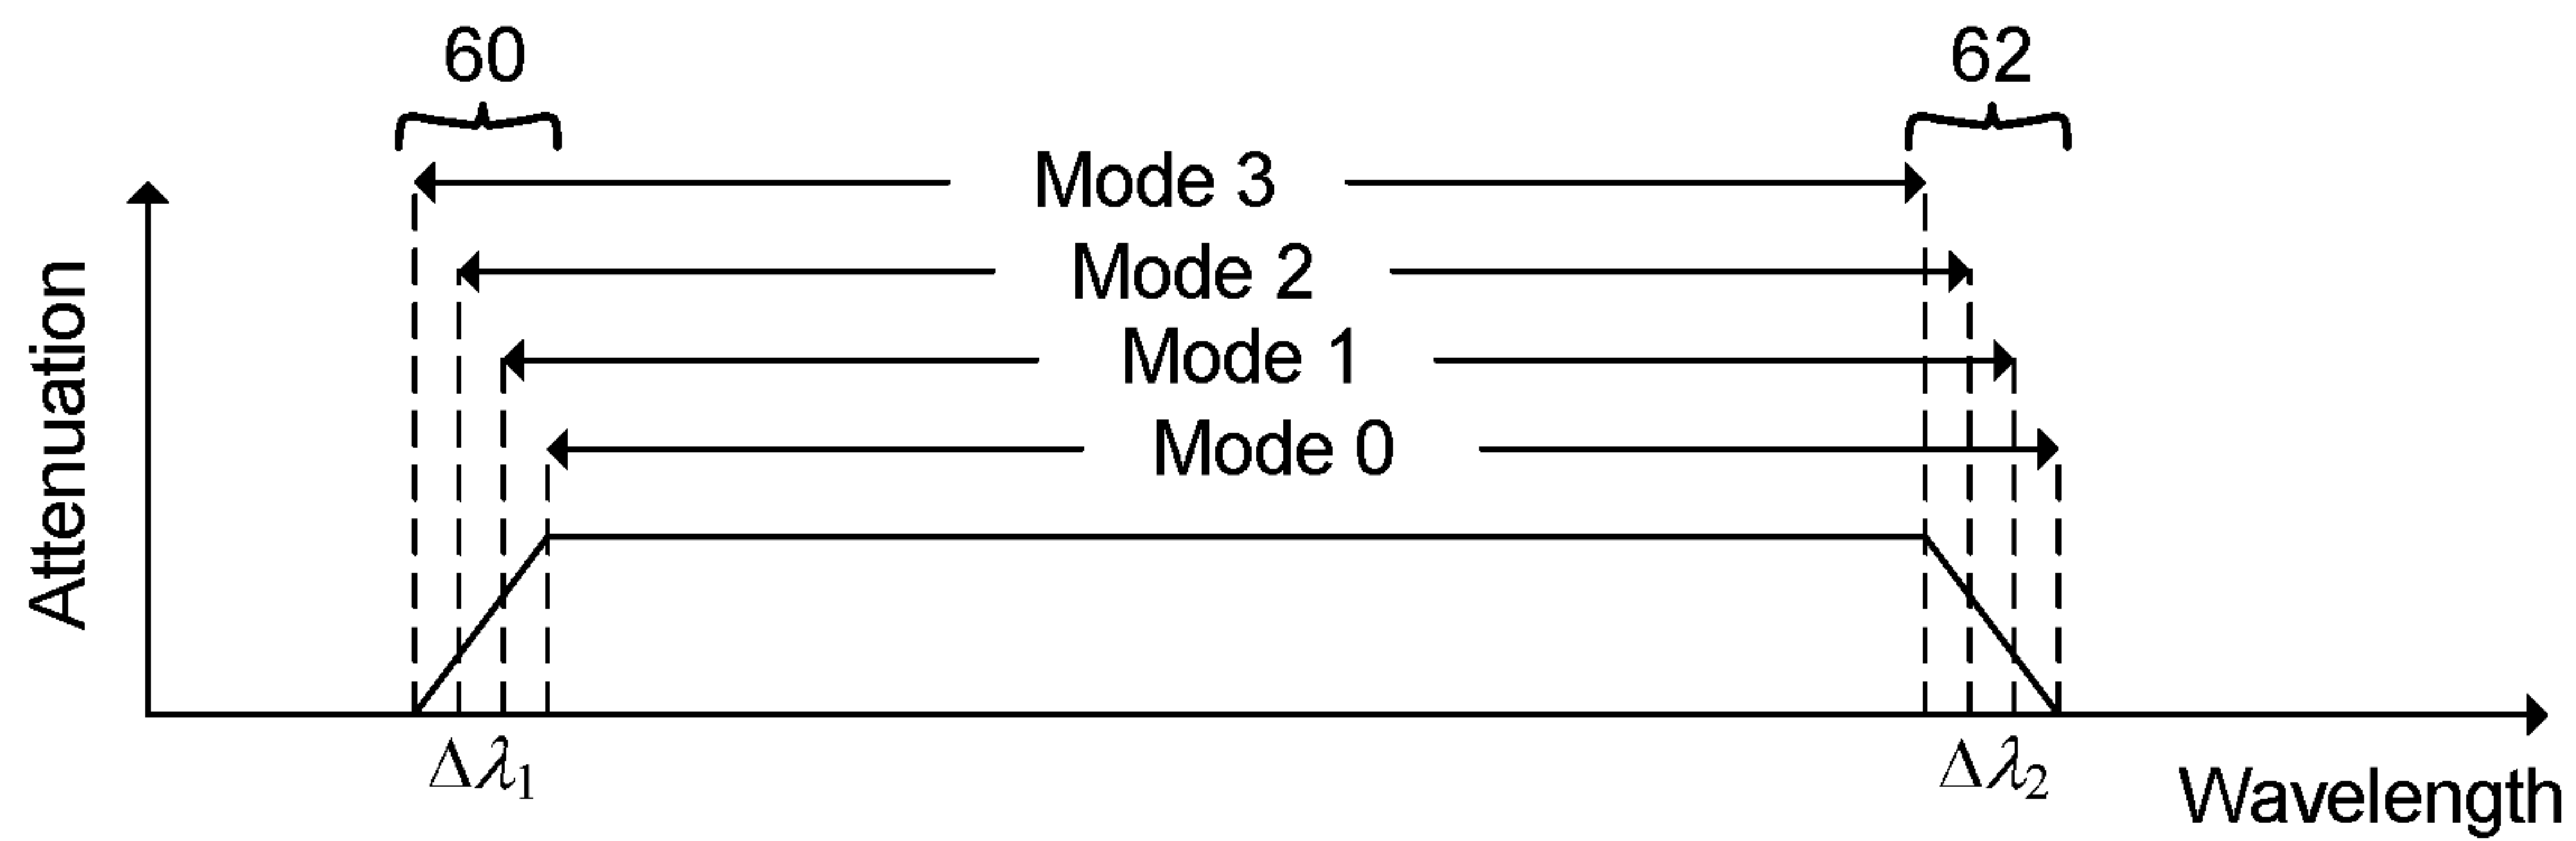 60
62
Mode 3
Mode 2
Mode 1
Mode 0
Attenuation
Δλ1
Δλ2
Wavelength